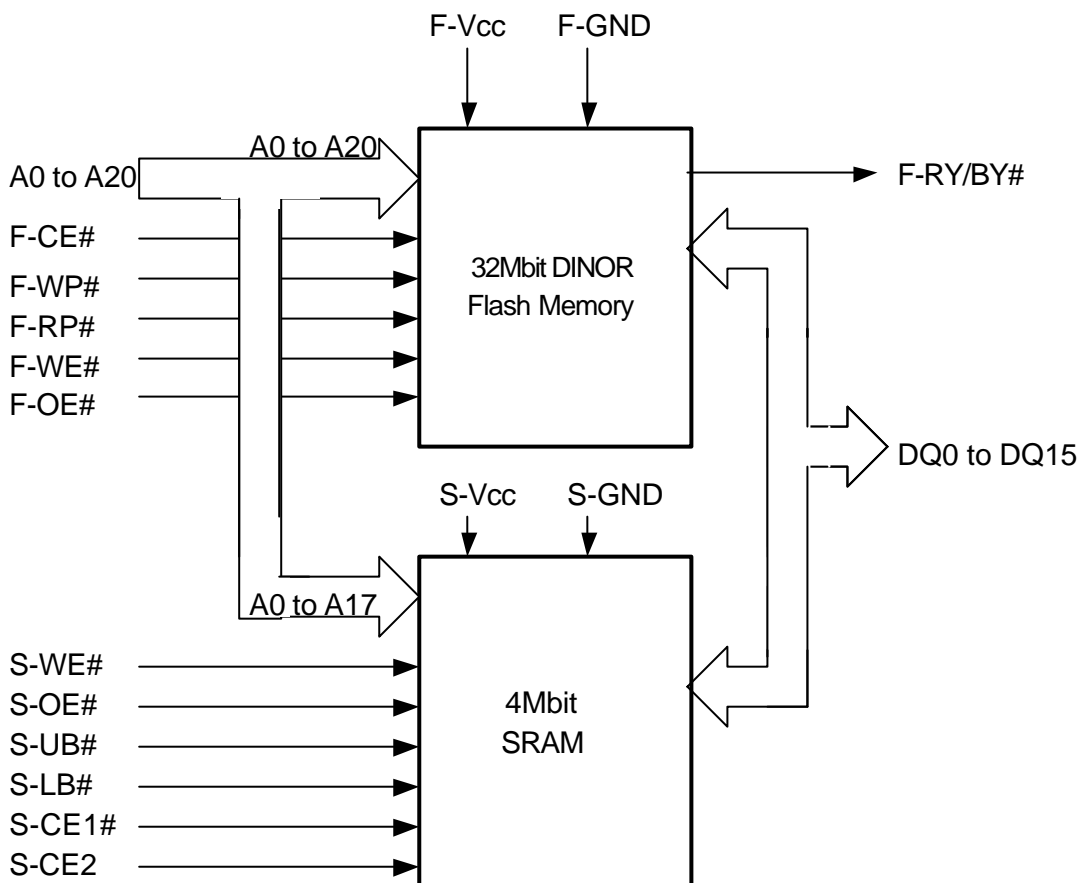 F-Vcc F-GND
A0 to A20
A0 to A20
F-RY/BY#
F-CE#
F-WP#
F-RP#
F-WE#
F-OE#
32Mbit DINOR
Flash Memory
DQ0 to DQ15
S-Vcc S-GND
A0 to A17
S-WE#
S-OE#
S-UB#
S-LB#
S-CE1#
S-CE2
4Mbit
SRAM